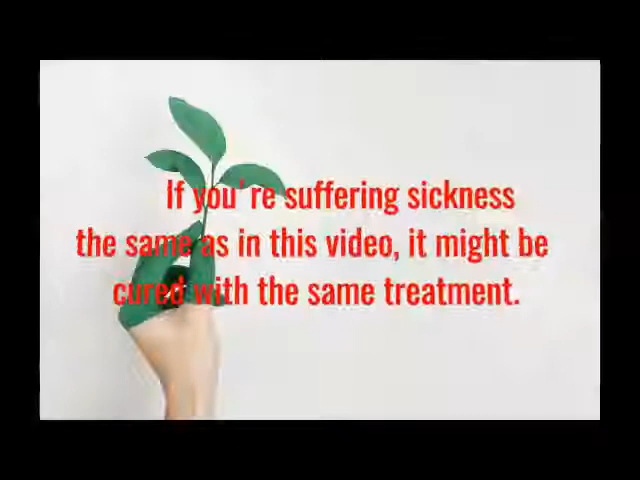 If you're suffering sickness
the same as in this video, it might be
cured with the same treatment.